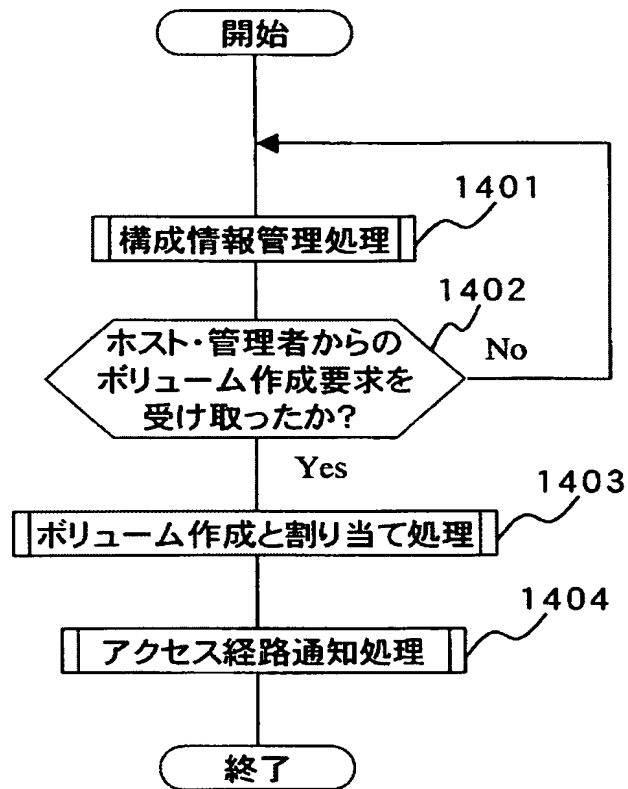 開始
1401
構成情報管理処理
1402
ホスト・管理者からの
ボリューム作成要求を
受け取ったか?
No
Yes
1403
ボリューム作成と割り当て処理
1404
アクセス経路通知処理
終了